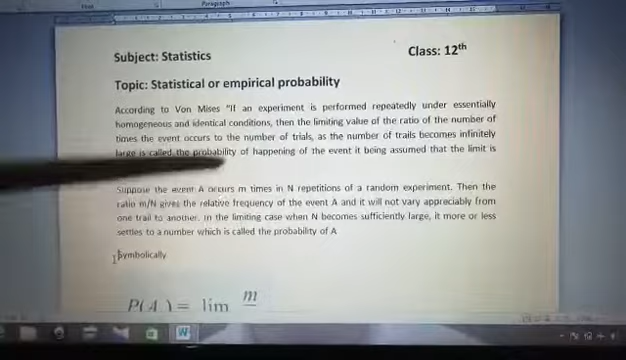 Paragraph
Subject: Statistics
Class: 12th
Topic: Statistical or empirical probability
According to Von Mises "If an experiment is performed repeatedly under essentially
homogeneous and identical conditions, then the limiting value of the ratio of the number of
times the event occurs to the number of trials, as the number of trails becomes infinitely
large is called the probability of happening of the event it being assumed that the limit is
Suppose the event A occurs m times in N repetitions of a random experiment. Then the
ratio m/N gives the relative frequency of the event A and it will not vary appreciably from
one trail to another. In the limiting case when N becomes sufficiently large, it more or less
settles to a number which is called the probability of A
Symbolically
P(A) = lim m